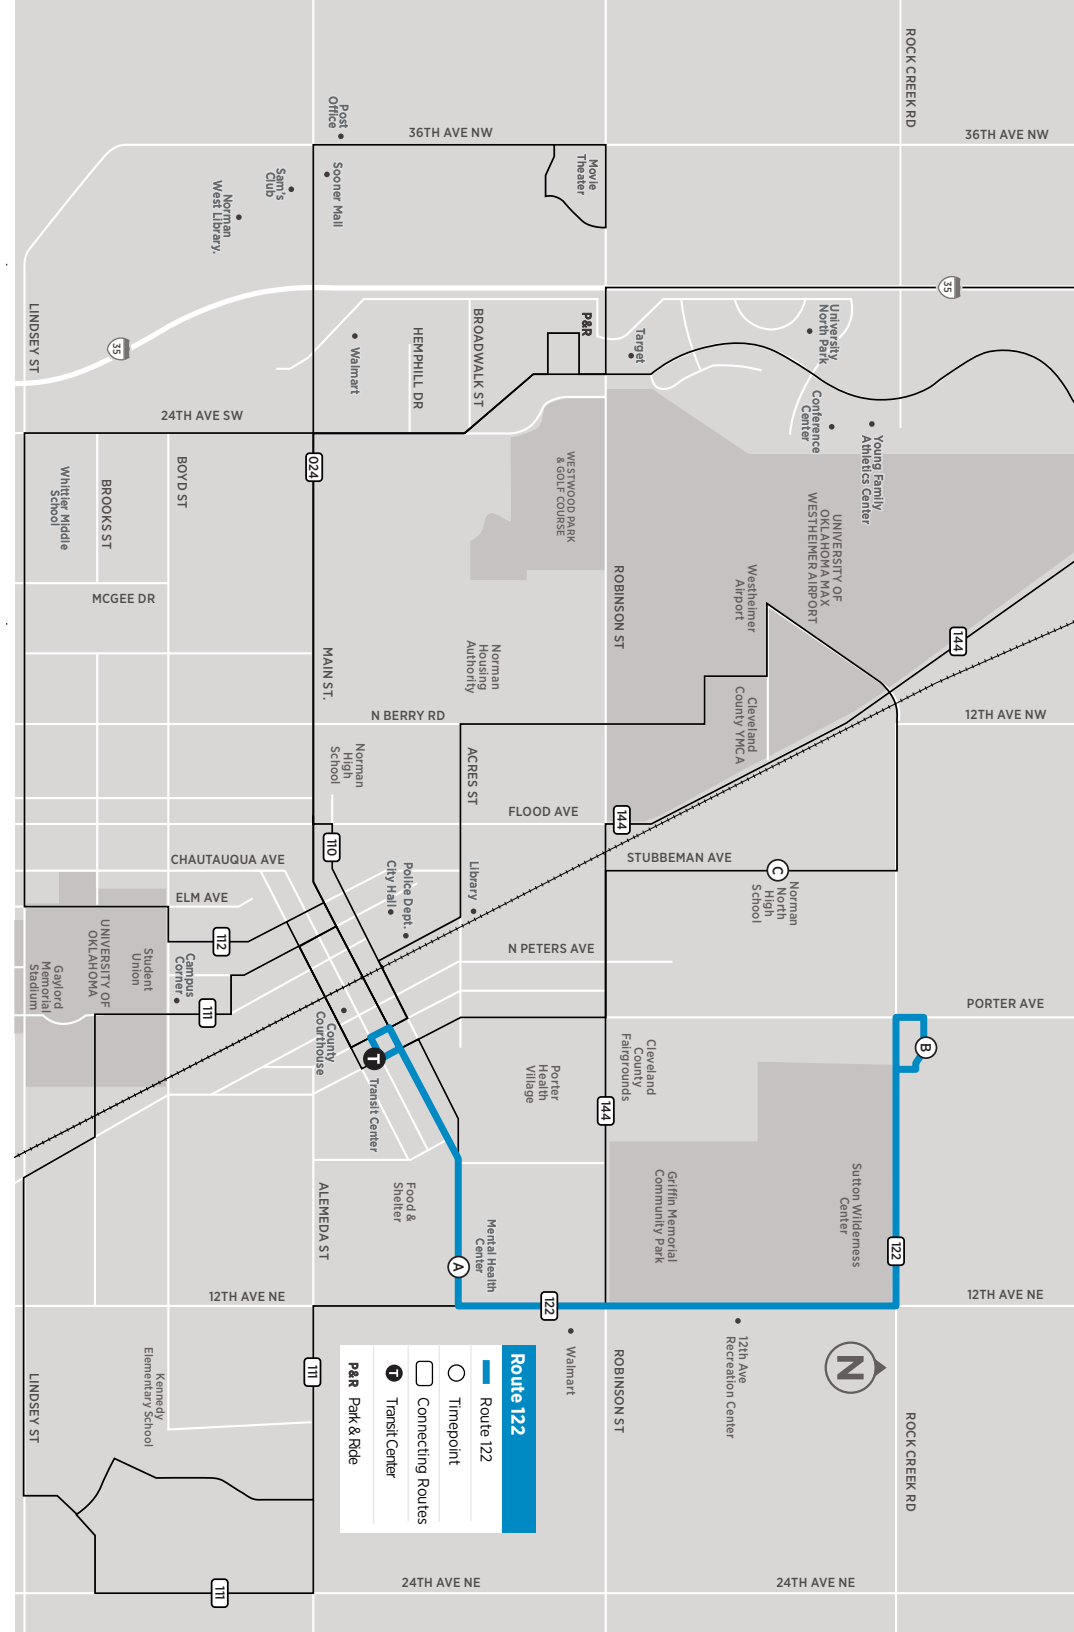 ROCK CREEK RD
36TH AVE NW
36TH AVE NW
Post
Office
Movie
Theater
Sooner Mall
Sam's
Club
Norman
West Library.
35
LINDSEY ST
35
University
North Park
P&R
Target
BROADWALK ST
HEMPHILL DR
Walmart
24TH AVE SW
Conference
Center
Young Family
Athletics Center
024
WESTWOOD PARK
& GOLF COURSE
BOYD ST
BROOKS ST
Whittier Middle
School
UNIVERSITY OF
OKLAHOMA MAX
WESTHEIMER AIRPORT
Westheimer
Airport
ROBINSON ST
MCGEE DR
144
MAIN ST.
Norman
Housing
Authority
Cleveland
County YMCA
N BERRY RD
12TH AVE NW
Norman
High
School
ACRES ST
FLOOD AVE
144
110
STUBBEMAN AVE
CHAUTAUQUA AVE
C
Norman
North
High
School
Police Dept.
City Hall
Library
ELM AVE
112
UNIVERSITY OF
OKLAHOMA
Student
Union
Campus
Corner
Gaylord
Memorial
Stadium
N PETERS AVE
111
PORTER AVE
County
Courthouse
B
T
Transit Center
Cleveland
County
Fairgrounds
Porter
Health
Village
144
Griffin Memorial
Community Park
Sutton Wilderness
Center
ALEMEDA ST
Food &
Shelter
Mental Health
Center
122
A
12TH AVE NE
12TH AVE NE
122
12th Ave
Recreation Center
Walmart
N
111
Kennedy
Elementary School
ROBINSON ST
LINDSEY ST
ROCK CREEK RD
Route 122
Route 122
Timepoint
Connecting Routes
T
Transit Center
P&R
Park & Ride
24TH AVE NE
24TH AVE NE
111